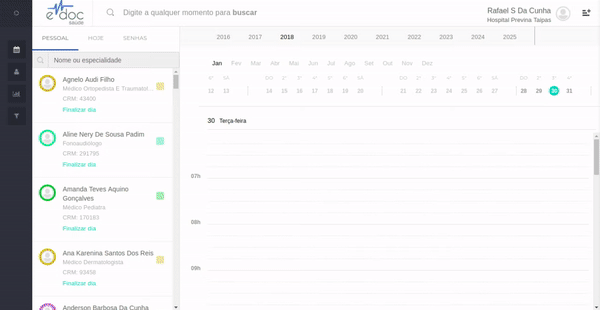 e doc
saúde
Digite a qualquer momento para buscar
Rafael S Da Cunha
Hospital Previna Taipas
PESSOAL HOJE SENHAS
Nome ou especialidade
Agnelo Audi Filho
Médico Ortopedista E Traumatol...
CRM: 43400
Finalizar dia
Aline Nery De Sousa Padim
Fonoaudiólogo
CRM: 291795
Finalizar dia
Amanda Teves Aquino
Gonçalves
Médico Pediatra
CRM: 170183
Finalizar dia
Ana Karenina Santos Dos Reis
Médico Dermatologista
CRM: 93458
Finalizar dia
Anderson Barbosa Da Cunha
2016 2017 2018 2019 2020 2021 2022 2023 2024 2025
Jan Fev Mar Abr Mai Jun Jul Ago Set Out Nov Dez
6ª SA DO 2ª 3ª 4ª 5ª 6ª SA DO 2ª 3ª 4ª 5ª 6ª SA DO 2ª 3ª 4ª
12 13 14 15 16 17 18 19 20 21 22 23 24 25 26 27 28 29 30 31
30 Terça-feira
07h
08h
09h